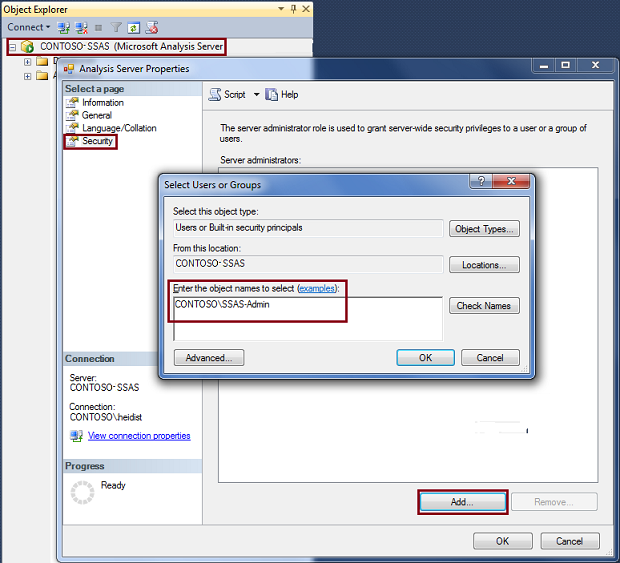 Object Explorer
Connect
CONTOSO-SSAS (Microsoft Analysis Server
D
A
Analysis Server Properties
Select a page
Information
General
Language/Collation
Security
Script
Help
The server administrator role is used to grant server-wide security privileges to a user or a group of
users.
Server administrators:
Select Users or Groups
Select this object type:
Users or Built-in security principals
Object Types...
From this location:
CONTOSO-SSAS
Locations...
Enter the object names to select (examples):
CONTOSO\SSAS-Admin
Check Names
Advanced...
OK
Cancel
Connection
Server:
CONTOSO-SSAS
Connection:
CONTOSO\heidist
View connection properties
Progress
Ready
Add...
Remove...
OK
Cancel